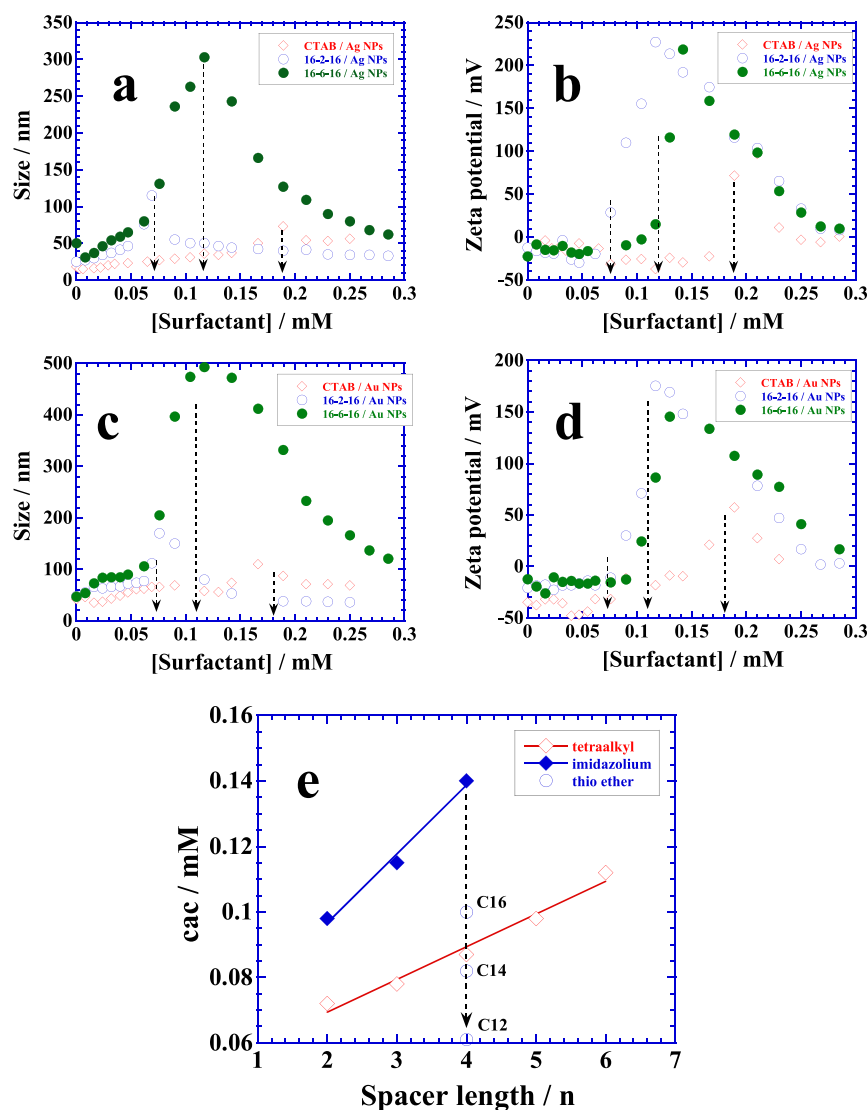 a
Size / nm
350
300
250
200
150
100
50
0
CTAB / Ag NPs
16-2-16 / Ag NPs
16-6-16 / Ag NPs
0
0.05
0.1
0.15
0.2
0.25
0.3
[Surfactant] / mM
b
Zeta potential / mV
250
200
150
100
50
0
-50
CTAB / Ag NPs
16-2-16 / Ag NPs
16-6-16 / Ag NPs
0
0.05
0.1
0.15
0.2
0.25
0.3
[Surfactant] / mM
c
Size / nm
500
400
300
200
100
0
CTAB / Au NPs
16-2-16 / Au NPs
16-6-16 / Au NPs
0
0.05
0.1
0.15
0.2
0.25
0.3
[Surfactant] / mM
d
Zeta potential / mV
200
150
100
50
0
-50
CTAB / Au NPs
16-2-16 / Au NPs
16-6-16 / Au NPs
0
0.05
0.1
0.15
0.2
0.25
0.3
[Surfactant] / mM
e
cac / mM
0.16
0.14
0.12
0.1
0.08
0.06
tetraalkyl
imidazolium
thio ether
C16
C14
C12
1
2
3
4
5
6
7
Spacer length / n